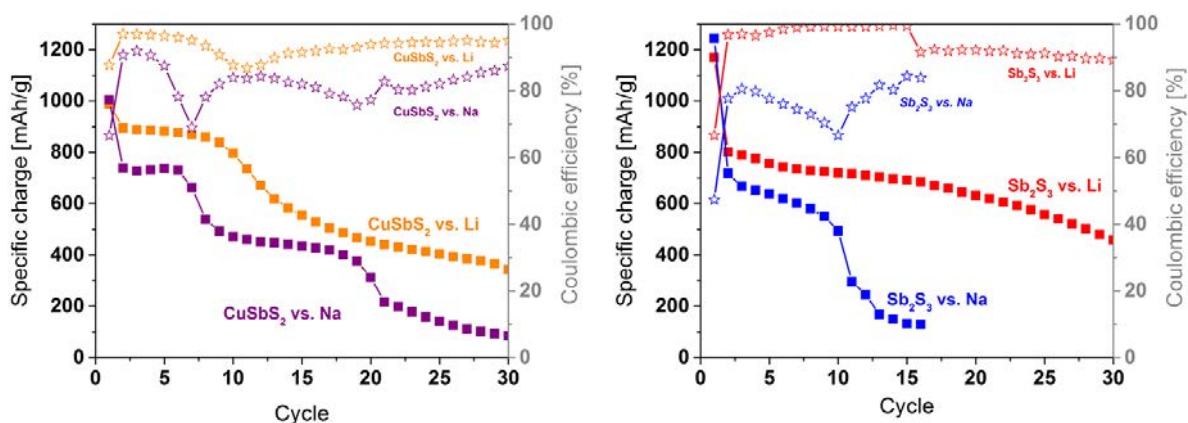 Specific charge [mAh/g]
1200
1000
800
600
400
200
0
0 5 10 15 20 25 30
Cycle
100
80
60
40
20
0
Coulombic efficiency [%]
CuSbS₂ vs. Li
CuSbS₂ vs. Na
CuSbS₂ vs. Li
CuSbS₂ vs. Na
Specific charge [mAh/g]
1200
1000
800
600
400
200
0
0 5 10 15 20 25 30
Cycle
100
80
60
40
20
0
Coulombic efficiency [%]
Sb₂S₃ vs. Li
Sb₂S₃ vs. Na
Sb₂S₃ vs. Li
Sb₂S₃ vs. Na